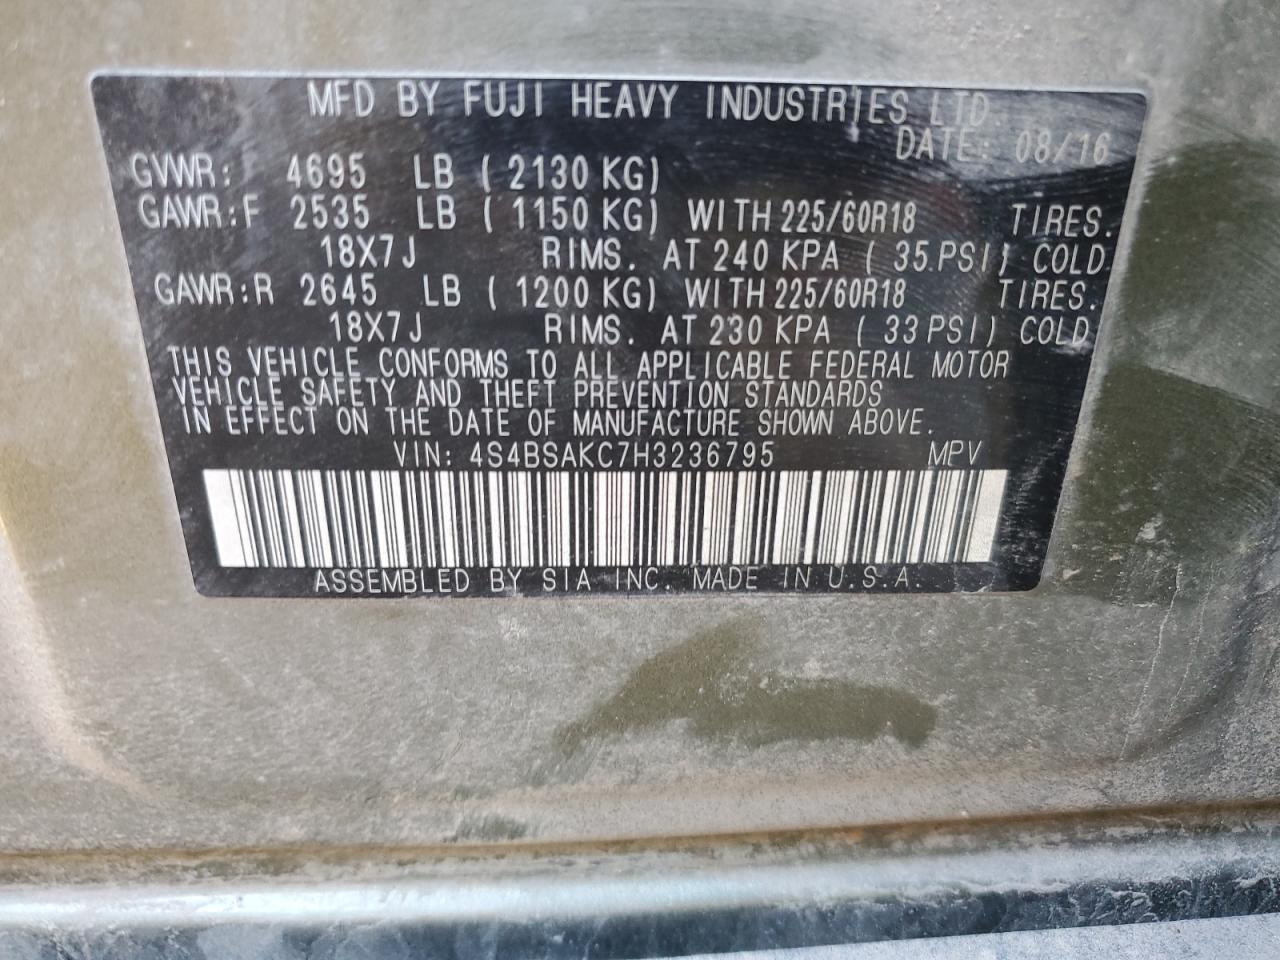 MFD BY FUJI HEAVY INDUSTRIES LTD.
DATE: 08/16
GVWR: 4695 LB (2130 KG)
GAWR:F 2535 LB (1150 KG) WITH 225/60R18 TIRES.
18X7J RIMS. AT 240 KPA (35 PSI) COLD
GAWR:R 2645 LB (1200 KG) WITH 225/60R18 TIRES.
18X7J RIMS. AT 230 KPA (33 PSI) COLD
THIS VEHICLE CONFORMS TO ALL APPLICABLE FEDERAL MOTOR
VEHICLE SAFETY AND THEFT PREVENTION STANDARDS
IN EFFECT ON THE DATE OF MANUFACTURE SHOWN ABOVE.
VIN: 4S4BSAKC7H3236795 MPV
ASSEMBLED BY SIA INC. MADE IN U.S.A.